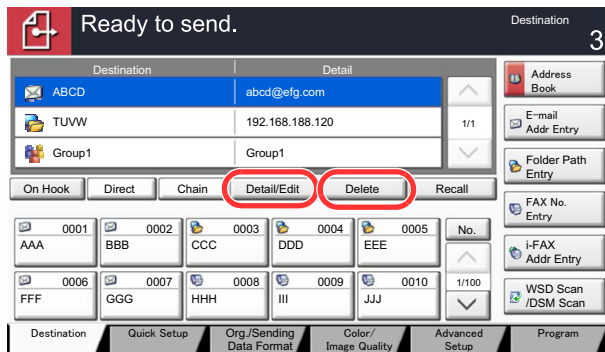 Ready to send.
Destination
3
Destination Detail
ABCD abcd@efg.com
TUVW 192.168.188.120
Group1 Group1
1/1
On Hook Direct Chain Detail/Edit Delete Recall
0001 0002 0003 0004 0005 No.
AAA BBB CCC DDD EEE
0006 0007 0008 0009 0010 1/100
FFF GGG HHH III JJJ
Address
Book
E-mail
Addr Entry
Folder Path
Entry
FAX No.
Entry
i-FAX
Addr Entry
WSD Scan
/DSM Scan
Destination
Quick Setup
Org./Sending
Data Format
Color/
Image Quality
Advanced
Setup
Program